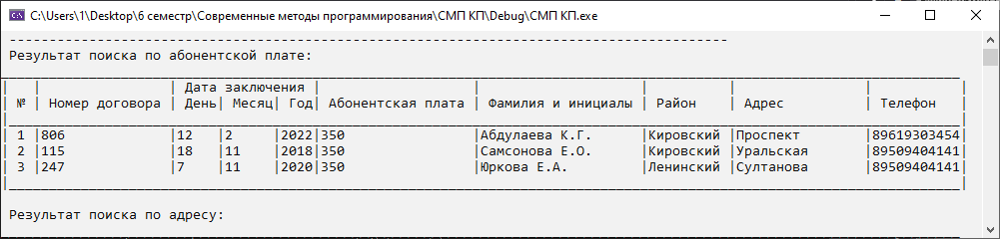 C:\Users\1\Desktop\6 семестр\Современные методы программирования\СМП КП\Debug\СМП КП.exe
Результат поиска по абонентской плате:
| | | Дата заключения | | | | | |
| № | Номер договора | День| Месяц| Год| Абонентская плата | Фамилия и инициалы | Район | Адрес | Телефон |
| 1 |806 |12 |2 |2022|350 |Абдулаева К.Г. |Кировский |Проспект |89619303454|
| 2 |115 |18 |11 |2018|350 |Самсонова Е.О. |Кировский |Уральская |89509404141|
| 3 |247 |7 |11 |2020|350 |Юркова Е.А. |Ленинский |Султанова |89509404141|
Результат поиска по адресу: